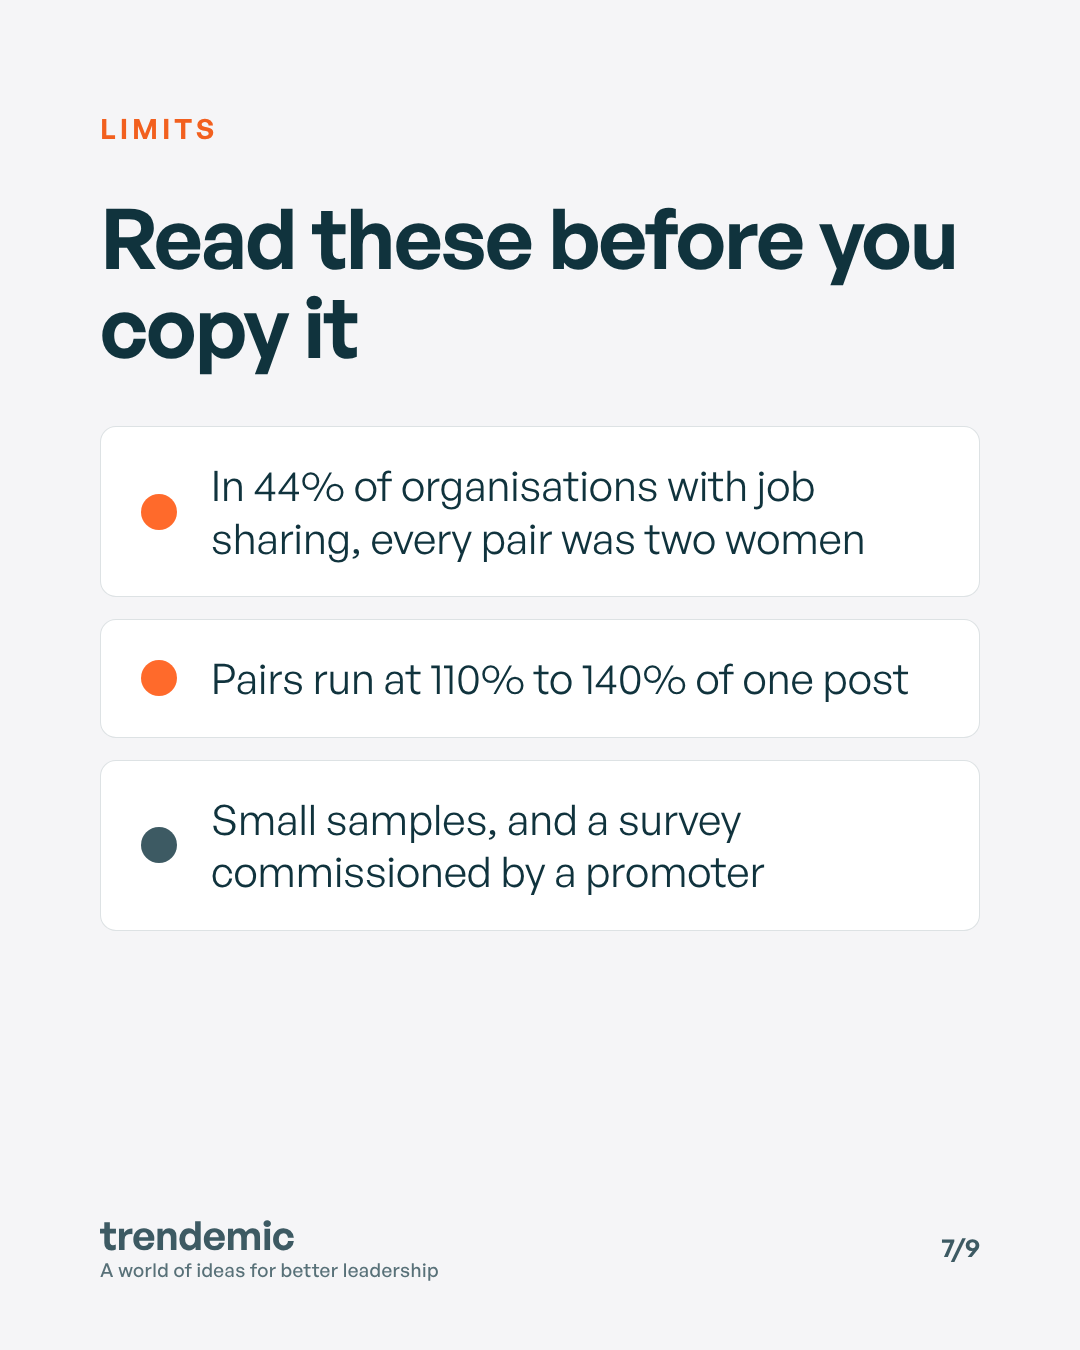 LIMITS
Read these before you
copy it
In 44% of organisations with job
sharing, every pair was two women
Pairs run at 110% to 140% of one post
Small samples, and a survey
commissioned by a promoter
trendemic
A world of ideas for better leadership
7/9